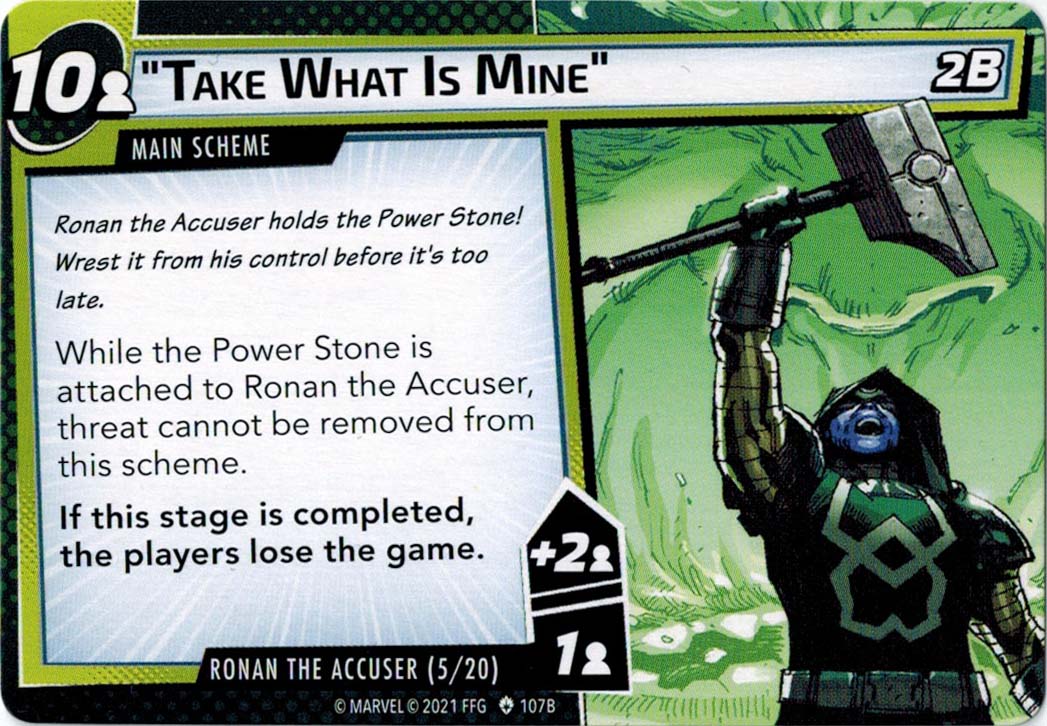 10
"TAKE WHAT IS MINE"
2B
MAIN SCHEME
Ronan the Accuser holds the Power Stone!
Wrest it from his control before it's too
late.
While the Power Stone is
attached to Ronan the Accuser,
threat cannot be removed from
this scheme.
If this stage is completed,
the players lose the game.
+2
1
RONAN THE ACCUSER (5/20)
© MARVEL © 2021 FFG 107B